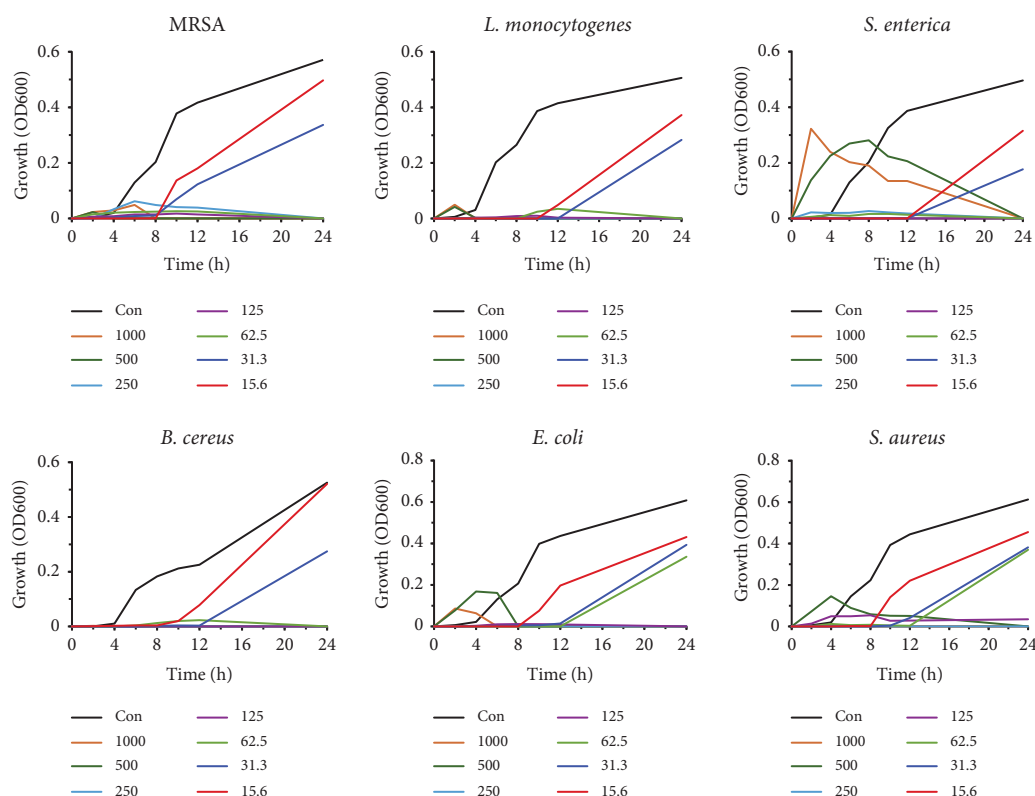 MRSA
Growth (OD600)
0.6
0.4
0.2
0
0 4 8 12 16 20 24
Time (h)
Con
1000
500
250
125
62.5
31.3
15.6
L. monocytogenes
Growth (OD600)
0.6
0.4
0.2
0
0 4 8 12 16 20 24
Time (h)
Con
1000
500
250
125
62.5
31.3
15.6
S. enterica
Growth (OD600)
0.6
0.4
0.2
0
0 4 8 12 16 20 24
Time (h)
Con
1000
500
250
125
62.5
31.3
15.6
B. cereus
Growth (OD600)
0.6
0.4
0.2
0
0 4 8 12 16 20 24
Time (h)
Con
1000
500
250
125
62.5
31.3
15.6
E. coli
Growth (OD600)
0.8
0.6
0.4
0.2
0
0 4 8 12 16 20 24
Time (h)
Con
1000
500
250
125
62.5
31.3
15.6
S. aureus
Growth (OD600)
0.8
0.6
0.4
0.2
0
0 4 8 12 16 20 24
Time (h)
Con
1000
500
250
125
62.5
31.3
15.6